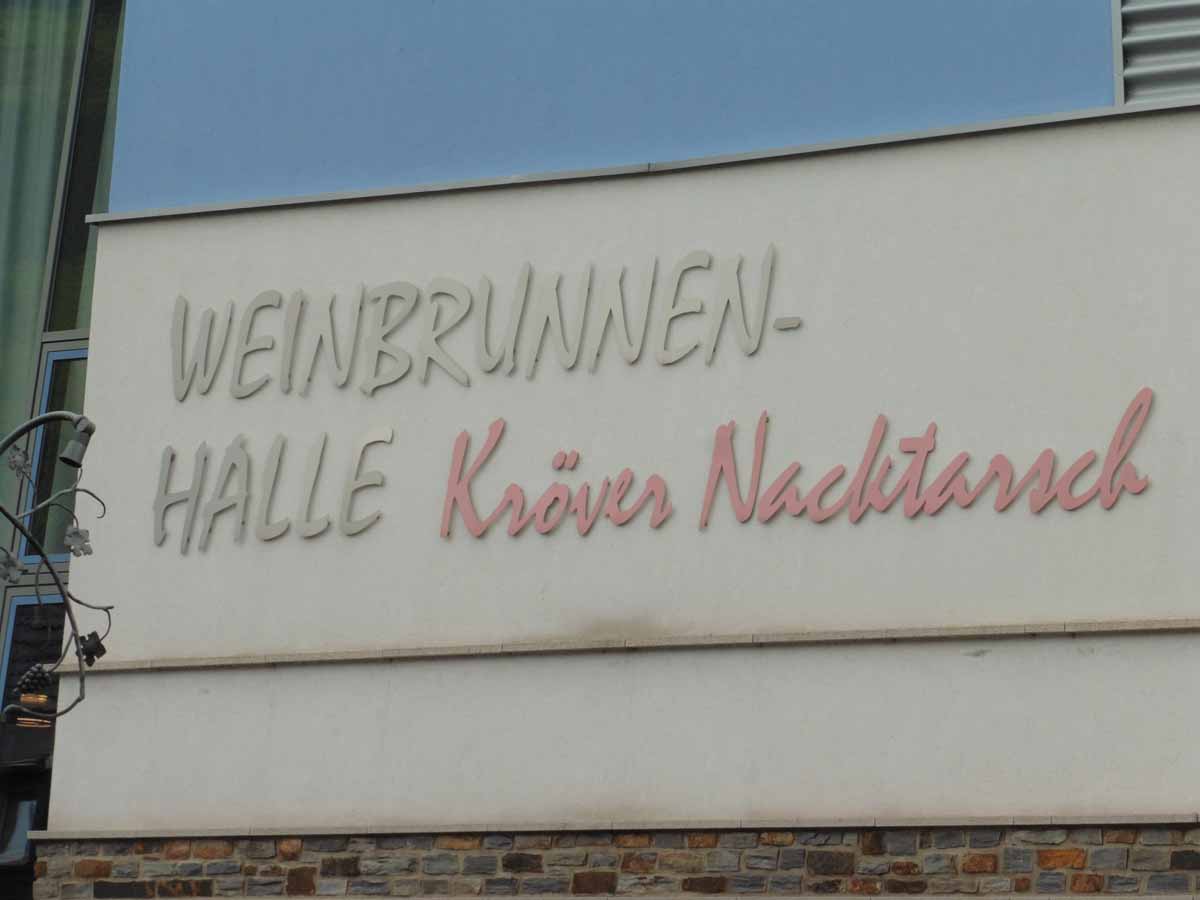 WEINBRUNNEN-
HALLE Kröver Nacktarsch